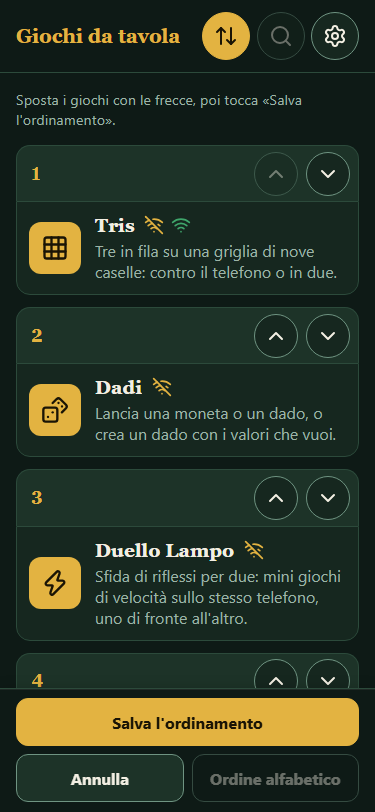 Giochi da tavola
Sposta i giochi con le frecce, poi tocca «Salva
l'ordinamento».
1
Tris
Tre in fila su una griglia di nove
caselle: contro il telefono o in due.
2
Dadi
Lancia una moneta o un dado, o
crea un dado con i valori che vuoi.
3
Duello Lampo
Sfida di riflessi per due: mini giochi
di velocità sullo stesso telefono,
uno di fronte all'altro.
4
Salva l'ordinamento
Annulla
Ordine alfabetico